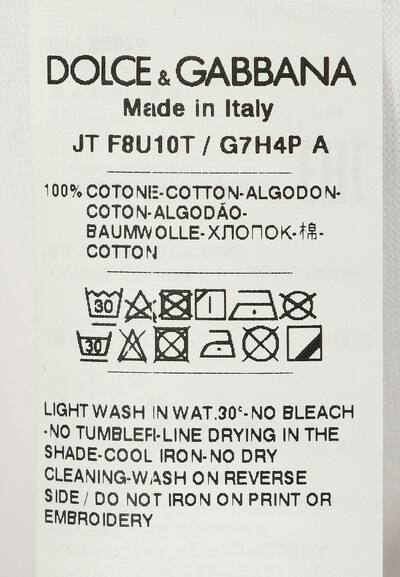 DOLCE & GABBANA
Made in Italy
JT F8U10T / G7H4P A
100% COTONE-COTTON-ALGODON-
COTON-ALGODÃO-
BAUMWOLLE-ХЛОПОК-棉-
COTTON
30
30
LIGHT WASH IN WAT.30°-NO BLEACH
-NO TUMBLER-LINE DRYING IN THE
SHADE-COOL IRON-NO DRY
CLEANING-WASH ON REVERSE
SIDE / DO NOT IRON ON PRINT OR
EMBROIDERY